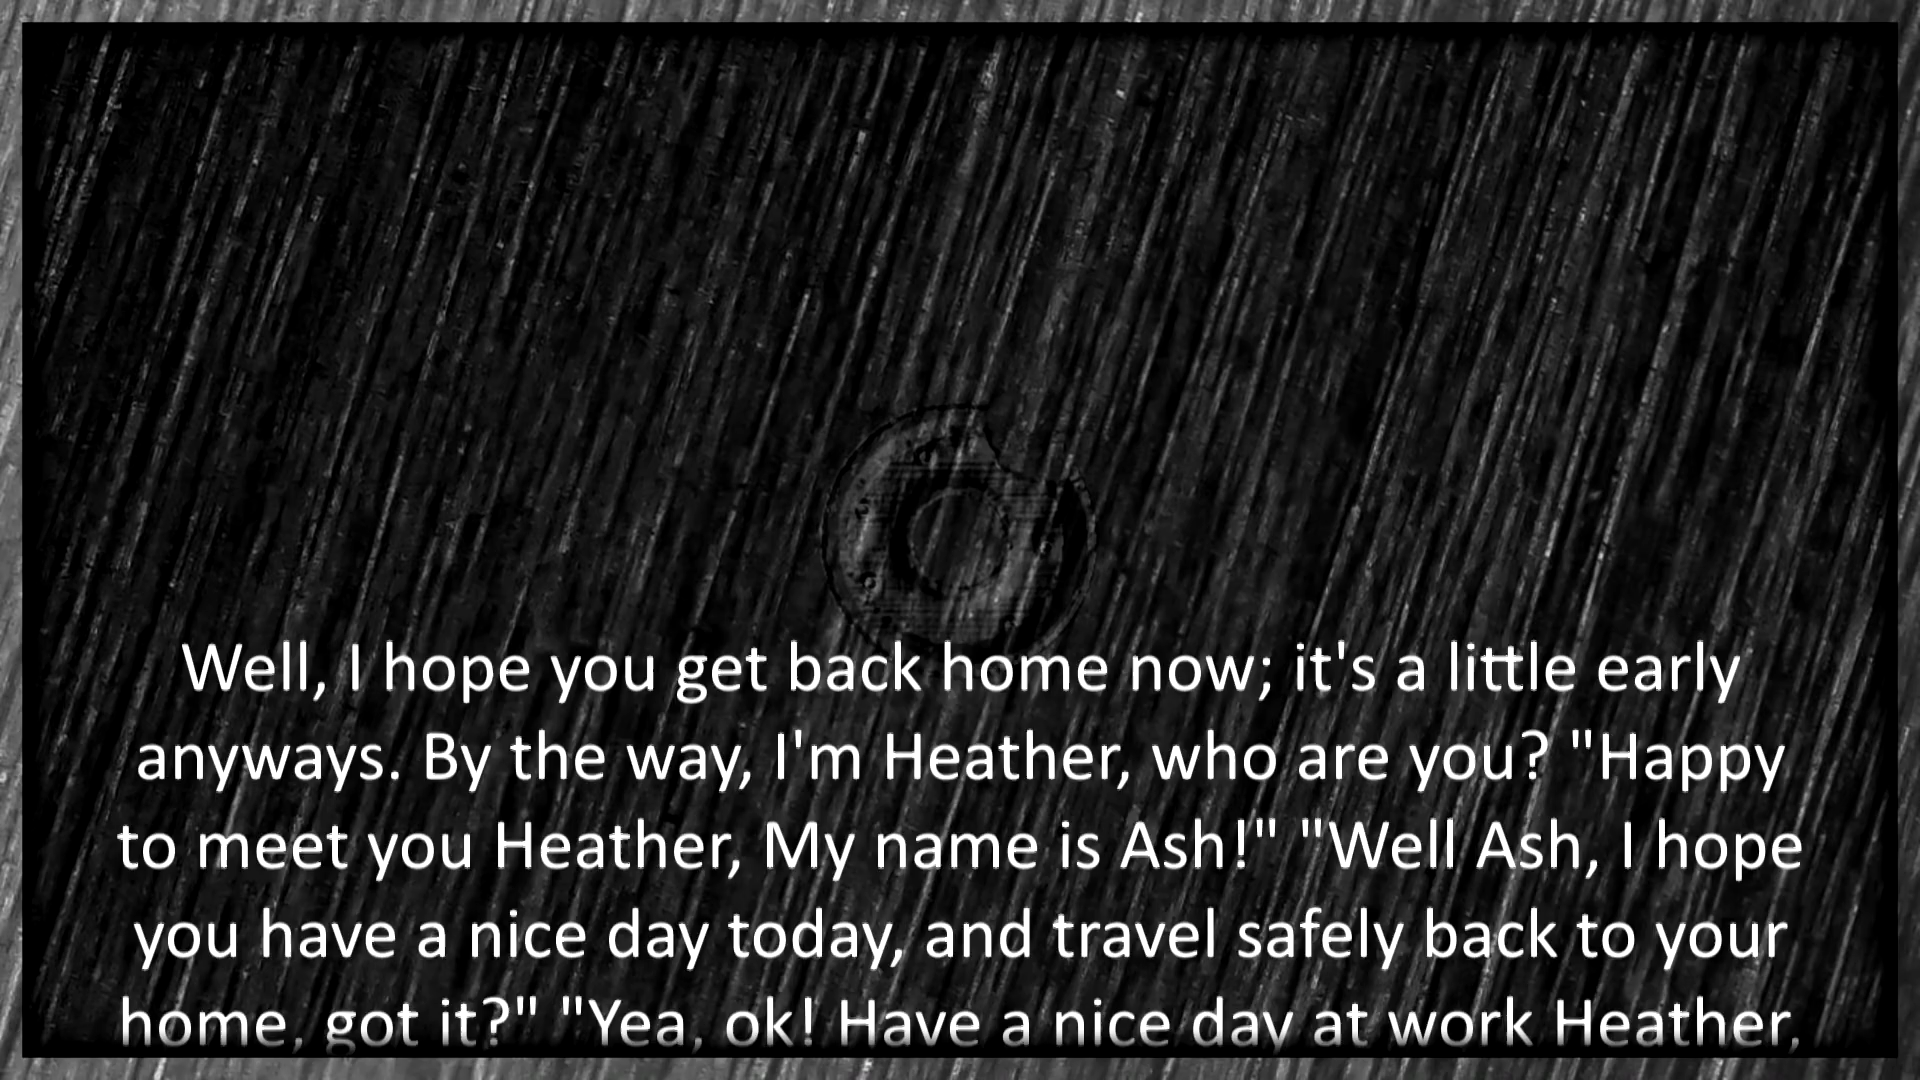 Well, I hope you get back home now; it's a little early
anyways. By the way, I'm Heather, who are you? "Happy
to meet you Heather, My name is Ash!" "Well Ash, I hope
you have a nice day today, and travel safely back to your
home, got it?" "Yea, ok! Have a nice day at work Heather,